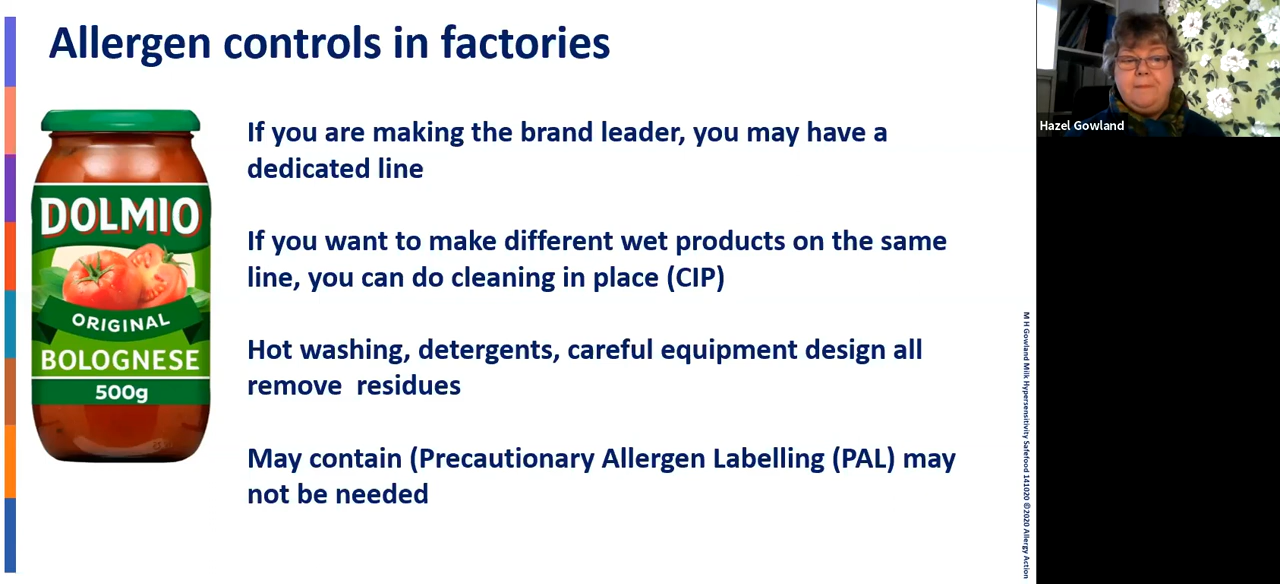 Allergen controls in factories
DOLMIO
ORIGINAL
BOLOGNESE
500g
If you are making the brand leader, you may have a
dedicated line
If you want to make different wet products on the same
line, you can do cleaning in place (CIP)
Hot washing, detergents, careful equipment design all
remove  residues
May contain (Precautionary Allergen Labelling (PAL) may
not be needed
M H Gowland Milk Hypersensitivity Safefood 141020 ©2020 Allergy Action
Hazel Gowland